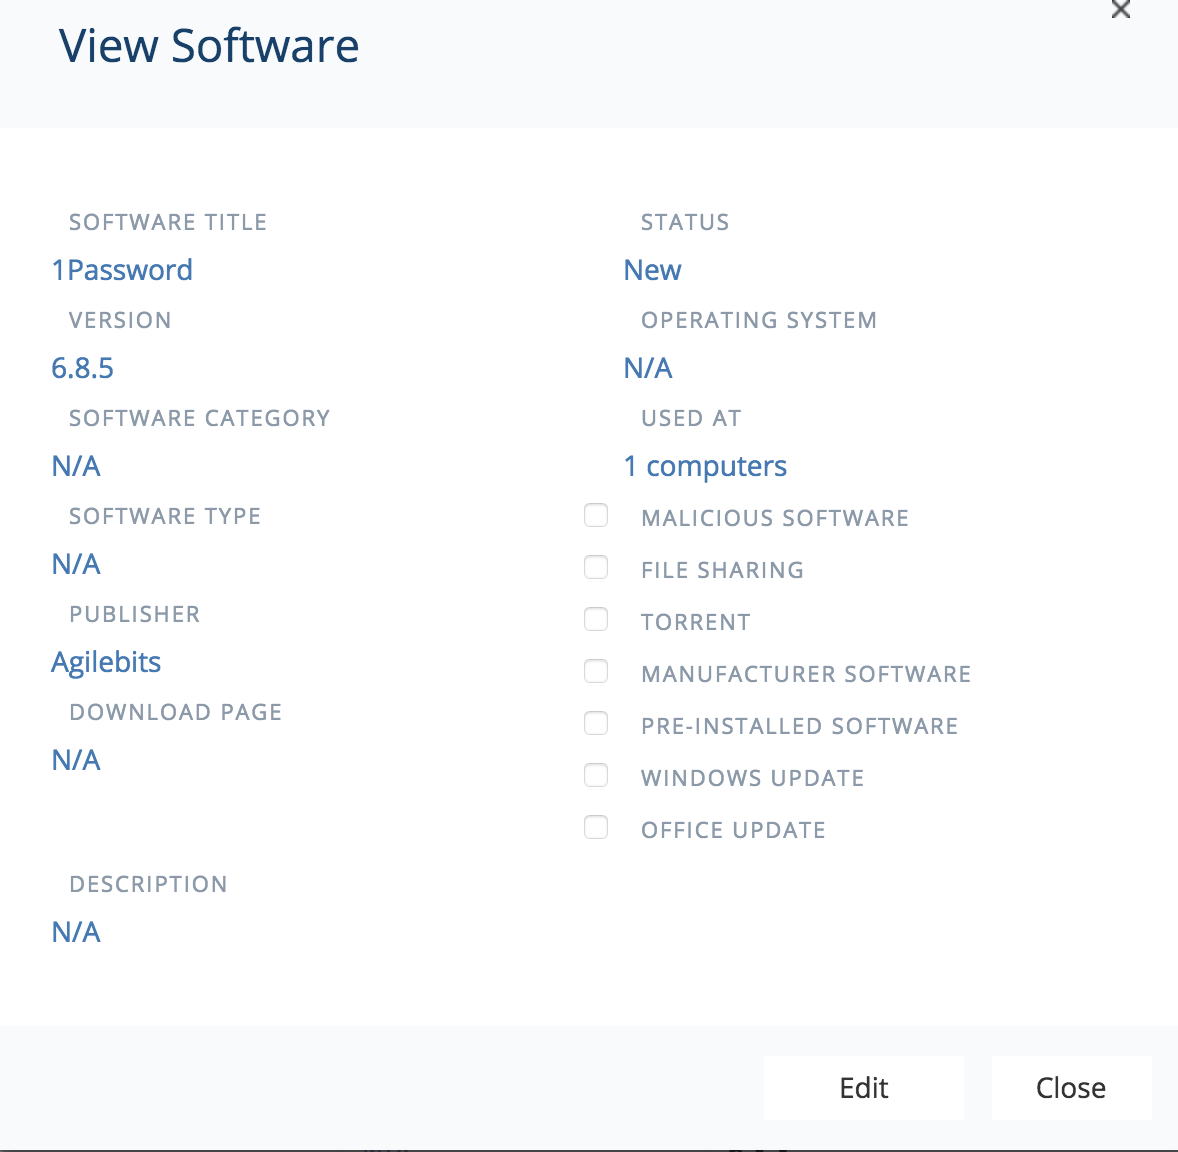 View Software
SOFTWARE TITLE
1Password
VERSION
6.8.5
SOFTWARE CATEGORY
N/A
SOFTWARE TYPE
N/A
PUBLISHER
Agilebits
DOWNLOAD PAGE
N/A
DESCRIPTION
N/A
STATUS
New
OPERATING SYSTEM
N/A
USED AT
1 computers
MALICIOUS SOFTWARE
FILE SHARING
TORRENT
MANUFACTURER SOFTWARE
PRE-INSTALLED SOFTWARE
WINDOWS UPDATE
OFFICE UPDATE
Edit
Close